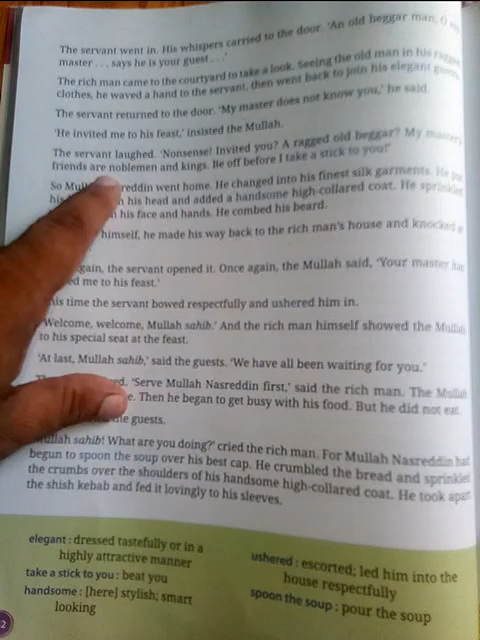 The servant went in. His whispers carried to the door. 'An old beggar man, O my
master . . . says he is your guest . . .'
The rich man came to the courtyard to take a look. Seeing the old man in his ragged
clothes, he waved a hand to the servant, then went back to join his elegant guests.
The servant returned to the door. 'My master does not know you,' he said.
'He invited me to his feast,' insisted the Mullah.
The servant laughed. 'Nonsense! Invited you? A ragged old beggar? My master's
friends are noblemen and kings. Be off before I take a stick to you!'
So Mullah Nasreddin went home. He changed into his finest silk garments. He put
his on his head and added a handsome high-collared coat. He sprinkled
his face and hands. He combed his beard.
himself, he made his way back to the rich man's house and knocked
again, the servant opened it. Once again, the Mullah said, 'Your master has
invited me to his feast.'
This time the servant bowed respectfully and ushered him in.
'Welcome, welcome, Mullah sahib.' And the rich man himself showed the Mullah
to his special seat at the feast.
'At last, Mullah sahib,' said the guests. 'We have all been waiting for you.'
'Serve Mullah Nasreddin first,' said the rich man. The Mullah
Then he began to get busy with his food. But he did not eat.
the guests.
'Mullah sahib! What are you doing?' cried the rich man. For Mullah Nasreddin had
begun to spoon the soup over his best cap. He crumbled the bread and sprinkled
the crumbs over the shoulders of his handsome high-collared coat. He took apart
the shish kebab and fed it lovingly to his sleeves.
elegant : dressed tastefully or in a
highly attractive manner
take a stick to you : beat you
handsome : [here] stylish; smart
looking
ushered : escorted; led him into the
house respectfully
spoon the soup : pour the soup
2